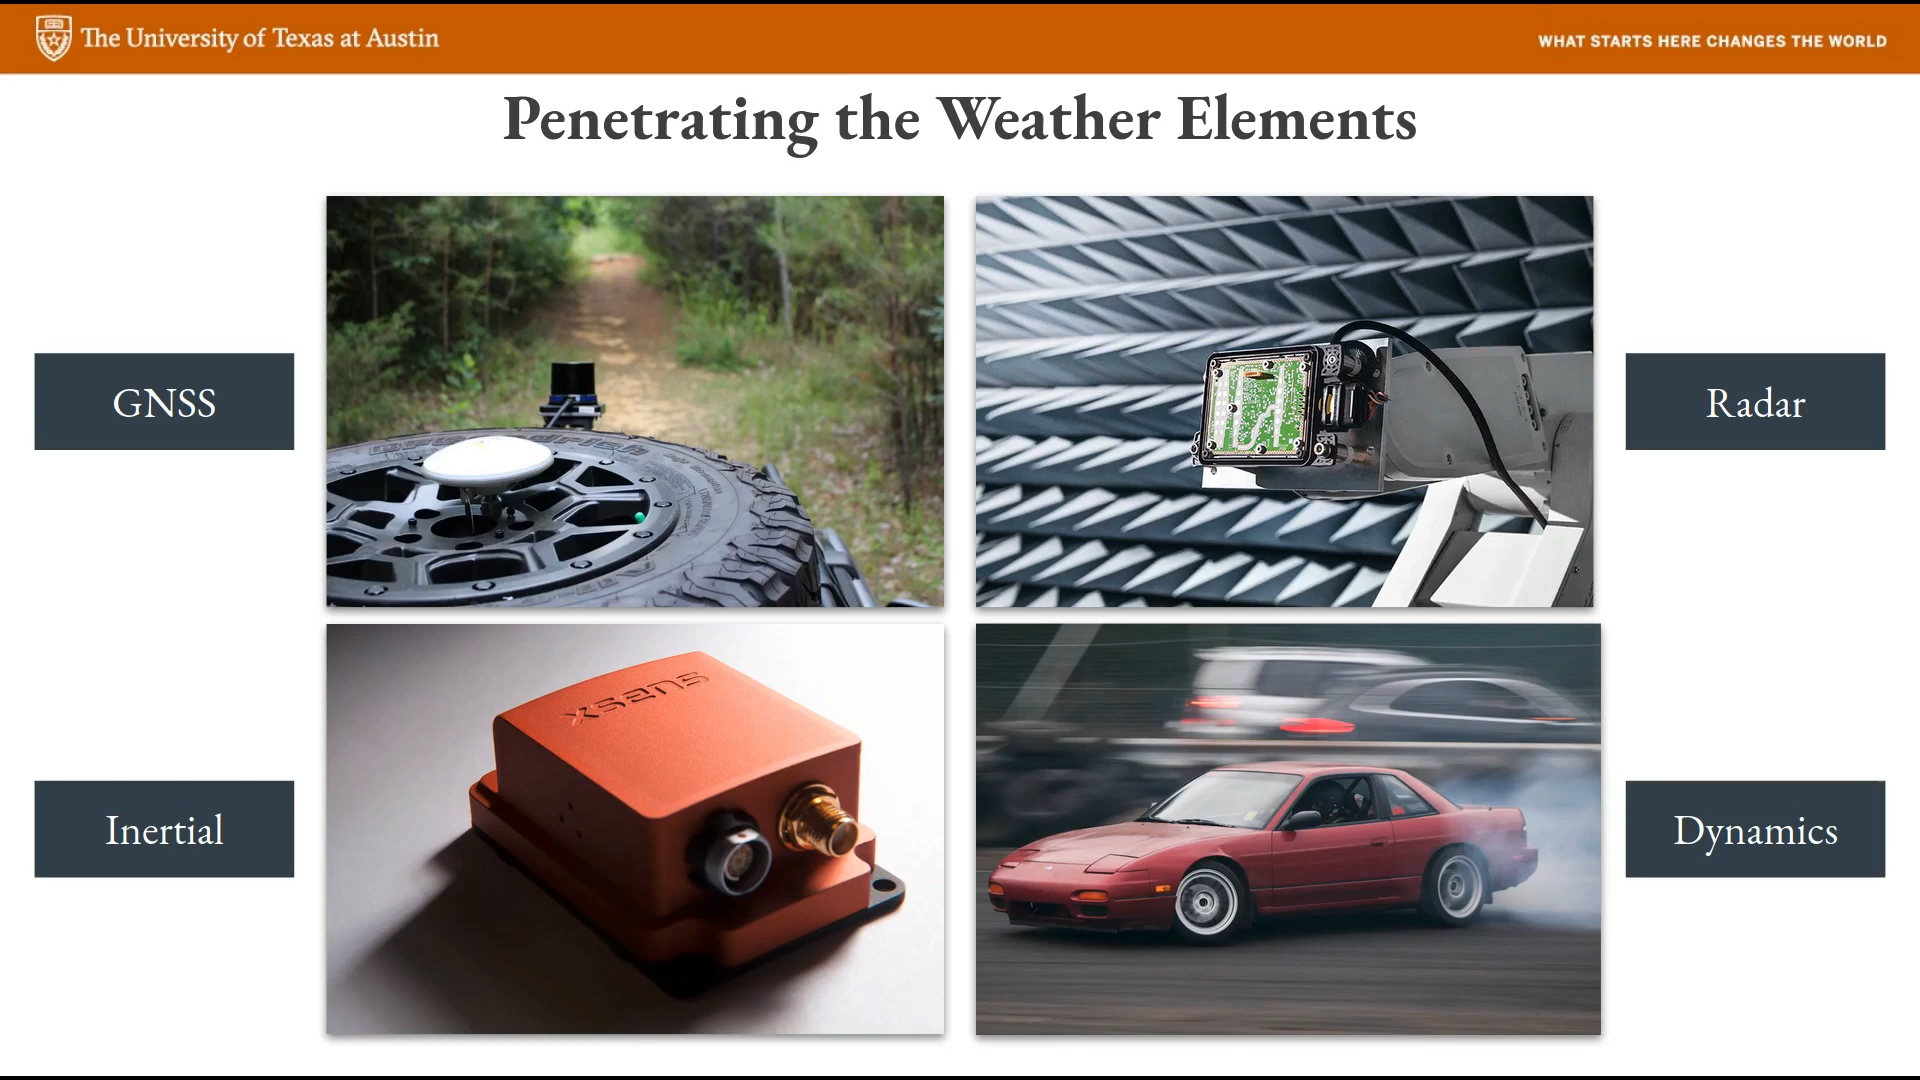 The University of Texas at Austin
WHAT STARTS HERE CHANGES THE WORLD
Penetrating the Weather Elements
GNSS
Radar
xsens
Inertial
Dynamics